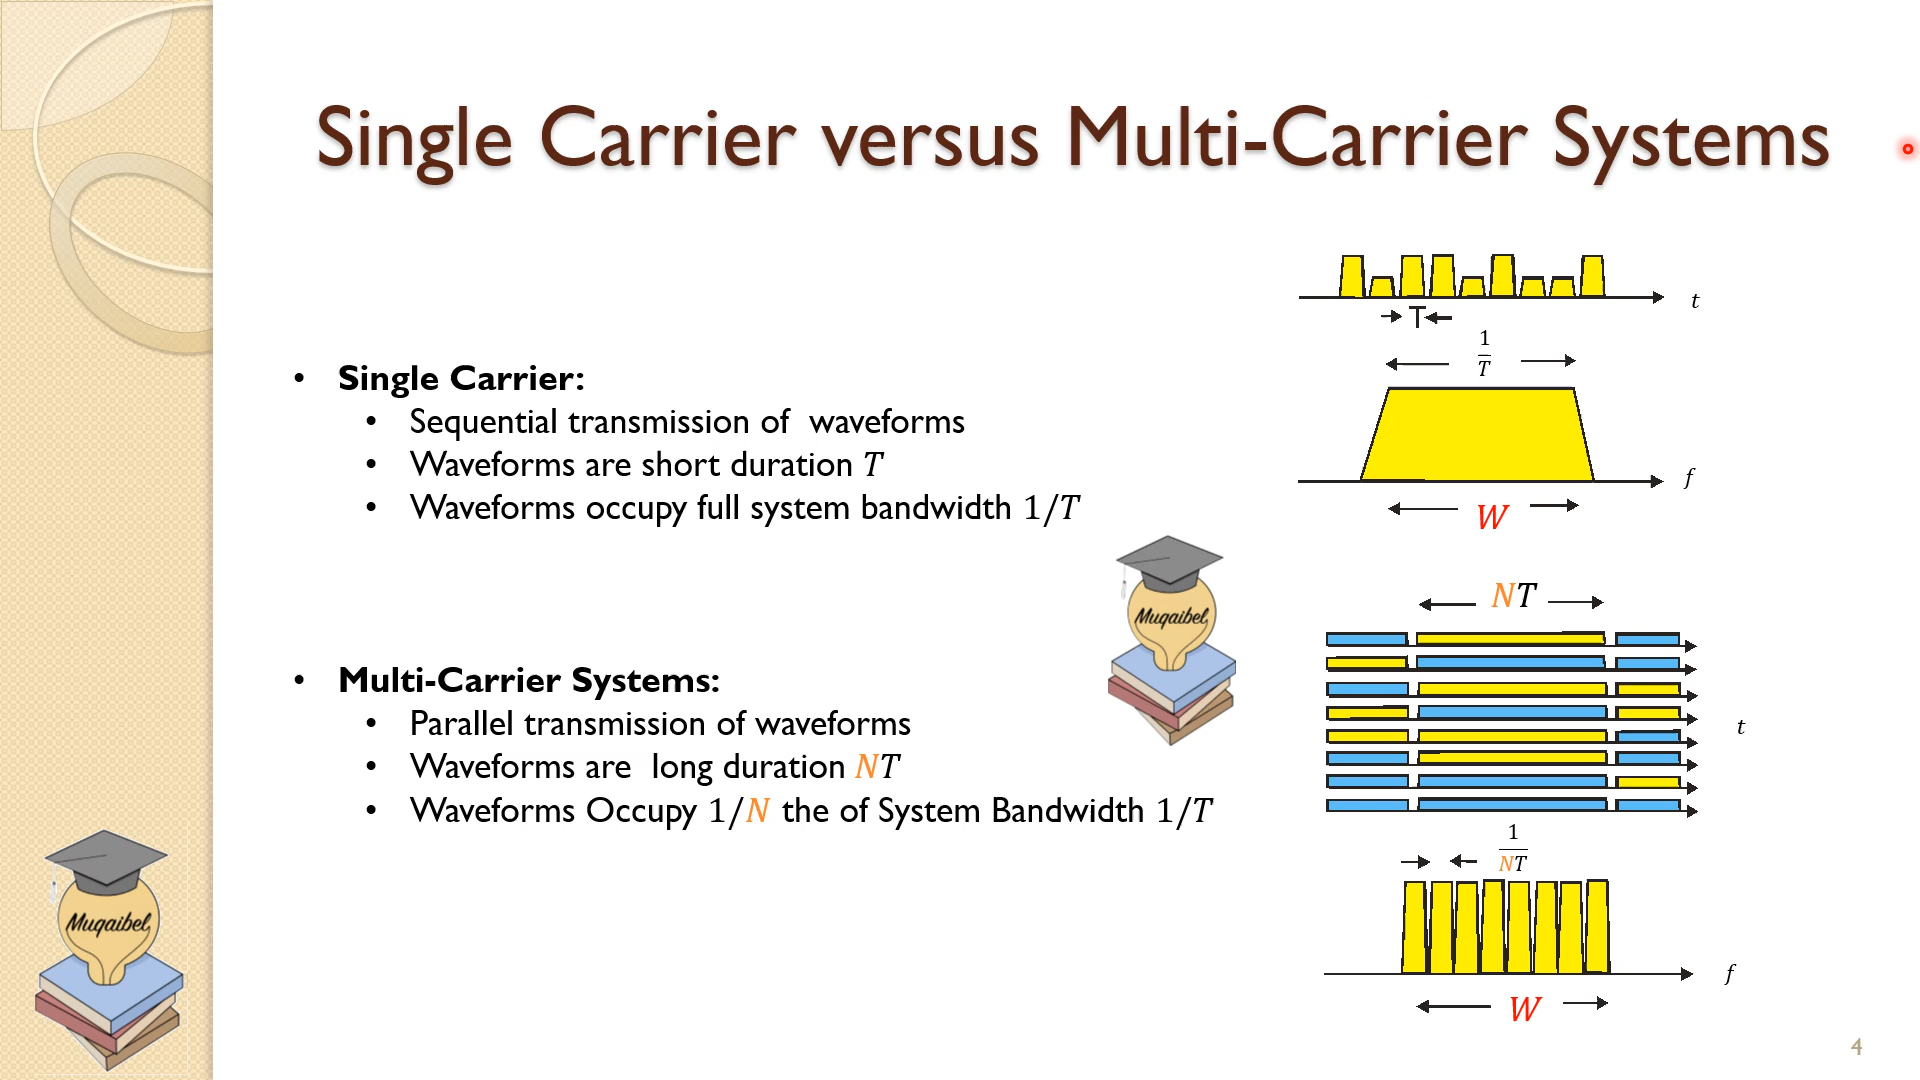 Single Carrier versus Multi-Carrier Systems
• Single Carrier:
• Sequential transmission of waveforms
• Waveforms are short duration T
• Waveforms occupy full system bandwidth 1/T
• Multi-Carrier Systems:
• Parallel transmission of waveforms
• Waveforms are long duration NT
• Waveforms Occupy 1/N the of System Bandwidth 1/T
t
T
1/T
f
W
NT
t
1/NT
f
W
Muqaibel
Muqaibel
4